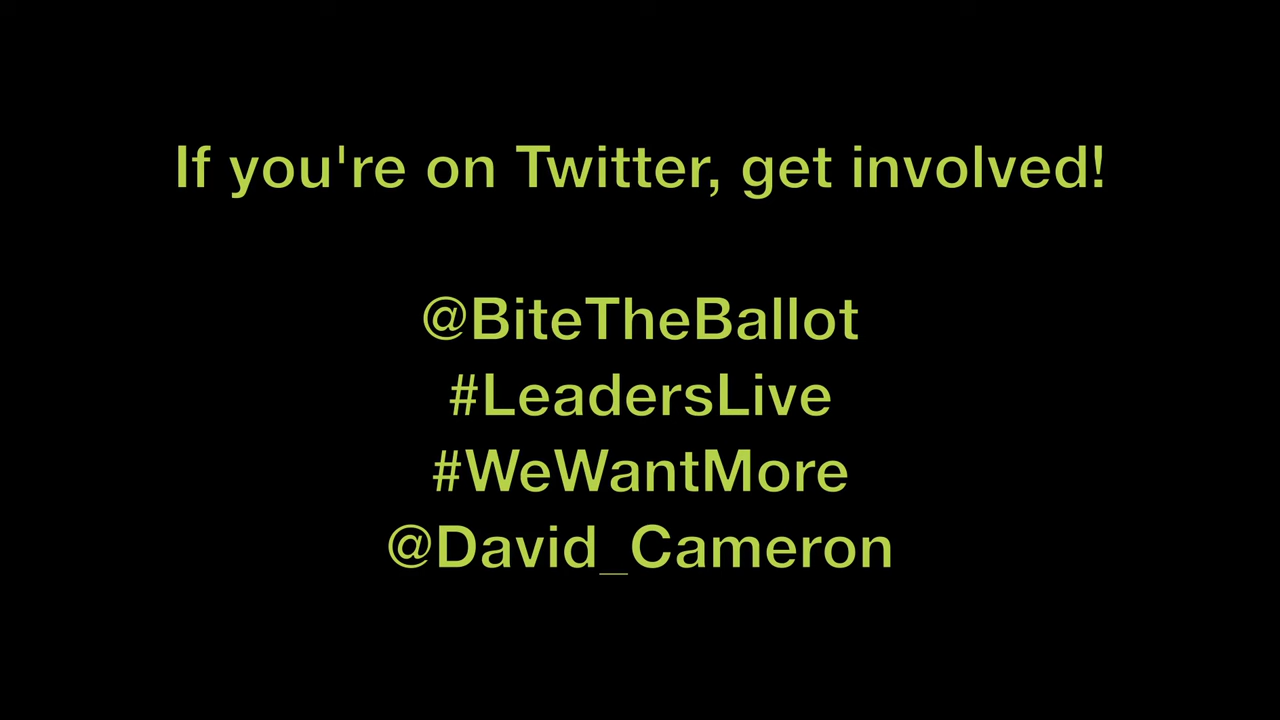 If you're on Twitter, get involved!
@BiteTheBallot
#LeadersLive
#WeWantMore
@David_Cameron